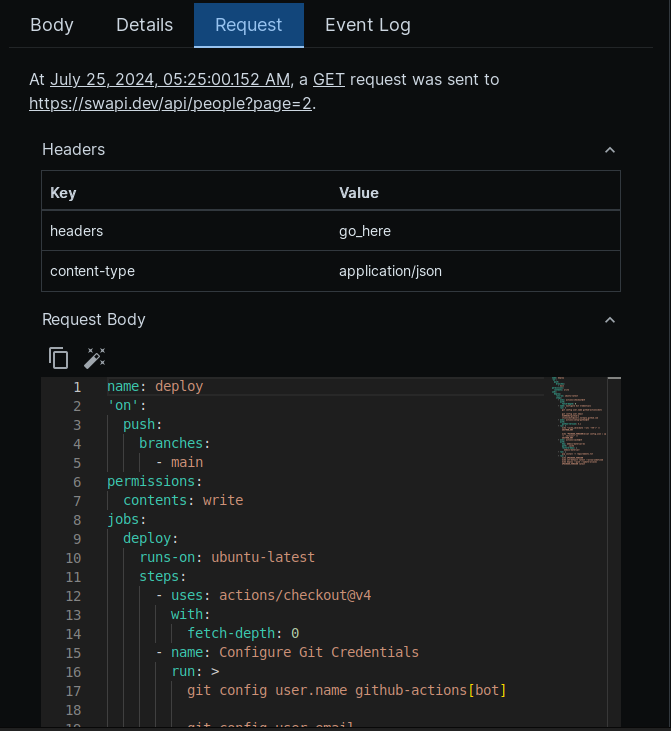 Body Details Request Event Log
At July 25, 2024, 05:25:00.152 AM, a GET request was sent to
https://swapi.dev/api/people?page=2.
Headers
Key Value
headers go_here
content-type application/json
Request Body
1 name: deploy
2 'on':
3 push:
4 branches:
5 - main
6 permissions:
7 contents: write
8 jobs:
9 deploy:
10 runs-on: ubuntu-latest
11 steps:
12 - uses: actions/checkout@v4
13 with:
14 fetch-depth: 0
15 - name: Configure Git Credentials
16 run: >
17 git config user.name github-actions[bot]
18
19 git config user.email